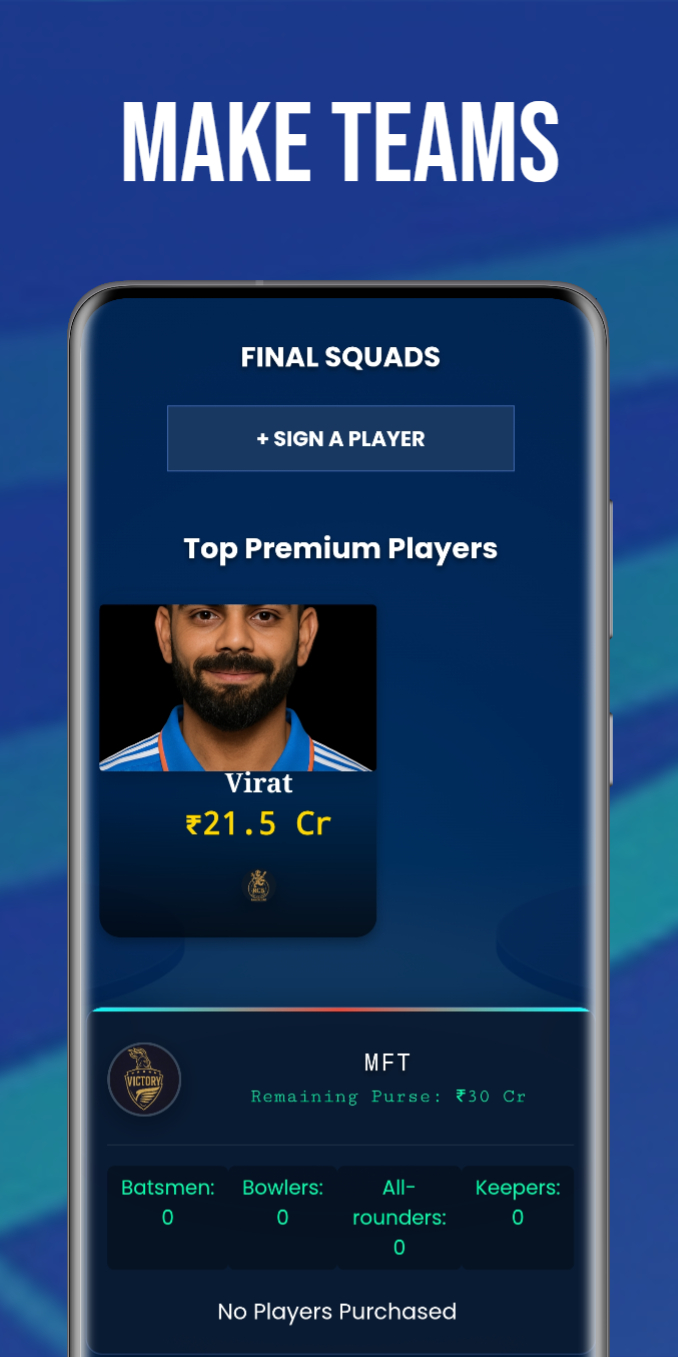 MAKE TEAMS
FINAL SQUADS
+ SIGN A PLAYER
Top Premium Players
Virat
₹21.5 Cr
VICTORY
MFT
Remaining Purse: ₹30 Cr
Batsmen:
0
Bowlers:
0
All-
rounders:
0
Keepers:
0
No Players Purchased